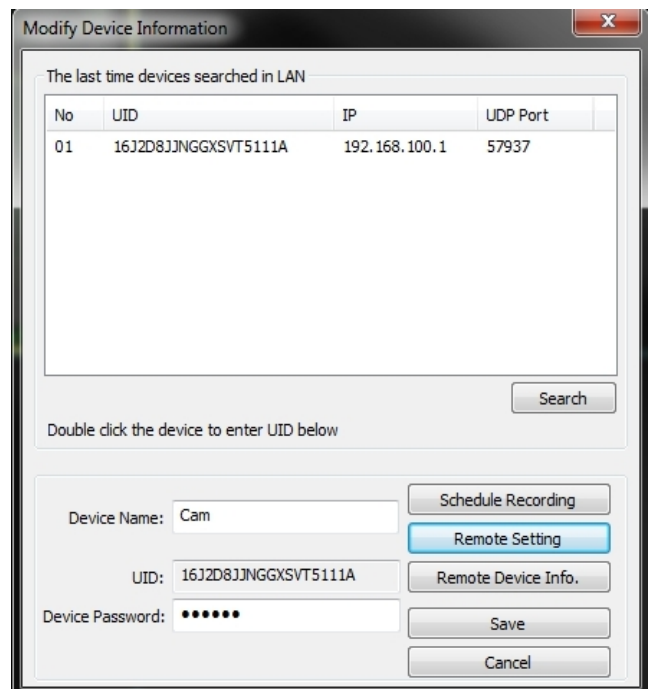 Modify Device Information
x
The last time devices searched in LAN
No UID IP UDP Port
01 16J2D8JJNGGXSVT5111A 192.168.100.1 57937
Search
Double click the device to enter UID below
Schedule Recording
Device Name: Cam
Remote Setting
UID: 16J2D8JJNGGXSVT5111A Remote Device Info.
Device Password: ●●●●●●
Save
Cancel